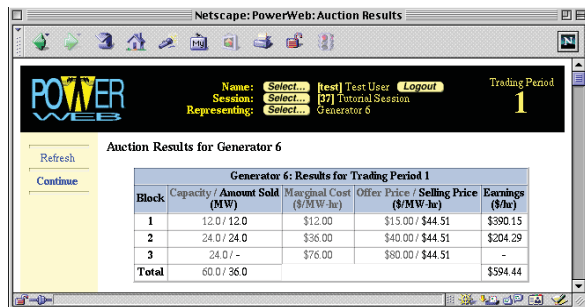 Netscape: PowerWeb: Auction Results
My
N
POWER
WEB
Name: Select... [test] Test User Logout
Session: Select... [37] Tutorial Session
Representing: Select... Generator 6
Trading Period
1
Refresh
Continue
Auction Results for Generator 6
Generator 6: Results for Trading Period 1
Block Capacity / Amount Sold (MW) Marginal Cost ($/MW-hr) Offer Price / Selling Price ($/MW-hr) Earnings ($/hr)
1 12.0 / 12.0 $12.00 $15.00 / $44.51 $390.15
2 24.0 / 24.0 $36.00 $40.00 / $44.51 $204.29
3 24.0 / - $76.00 $80.00 / $44.51 -
Total 60.0 / 36.0 $594.44